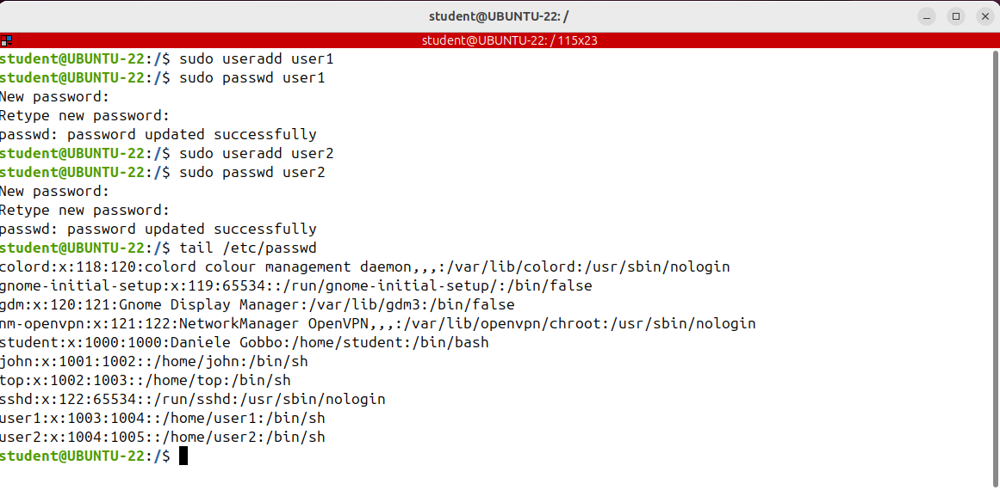 student@UBUNTU-22: /
student@UBUNTU-22: / 115x23
student@UBUNTU-22:/$ sudo useradd user1
student@UBUNTU-22:/$ sudo passwd user1
New password:
Retype new password:
passwd: password updated successfully
student@UBUNTU-22:/$ sudo useradd user2
student@UBUNTU-22:/$ sudo passwd user2
New password:
Retype new password:
passwd: password updated successfully
student@UBUNTU-22:/$ tail /etc/passwd
colord:x:118:120:colord colour management daemon,,,:/var/lib/colord:/usr/sbin/nologin
gnome-initial-setup:x:119:65534::/run/gnome-initial-setup/:/bin/false
gdm:x:120:121:Gnome Display Manager:/var/lib/gdm3:/bin/false
nm-openvpn:x:121:122:NetworkManager OpenVPN,,,:/var/lib/openvpn/chroot:/usr/sbin/nologin
student:x:1000:1000:Daniele Gobbo:/home/student:/bin/bash
john:x:1001:1002::/home/john:/bin/sh
top:x:1002:1003::/home/top:/bin/sh
sshd:x:122:65534::/run/sshd:/usr/sbin/nologin
user1:x:1003:1004::/home/user1:/bin/sh
user2:x:1004:1005::/home/user2:/bin/sh
student@UBUNTU-22:/$